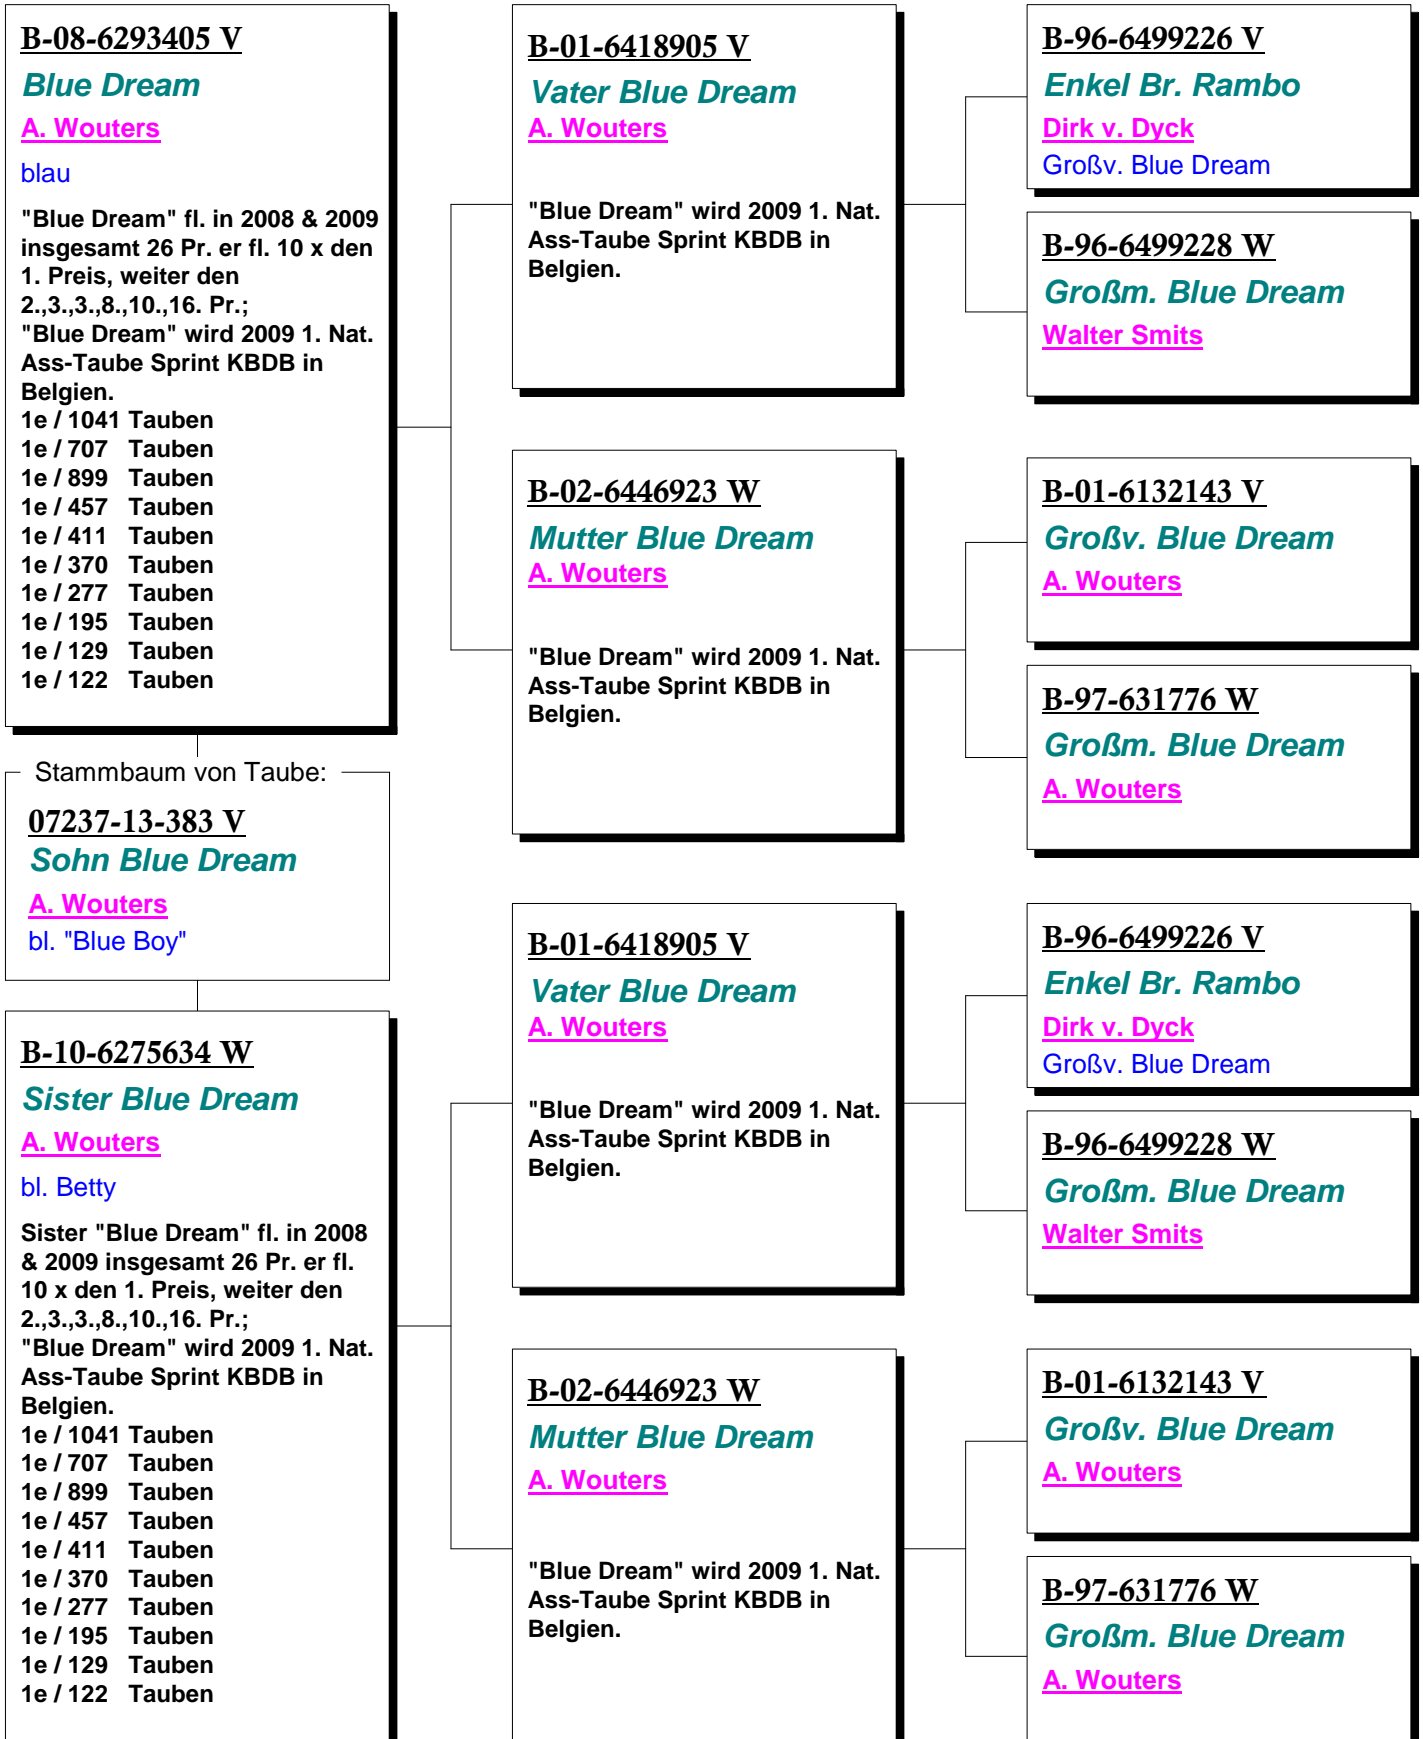 B-08-6293405 V
Blue Dream
A. Wouters
blau
"Blue Dream" fl. in 2008 & 2009
insgesamt 26 Pr. er fl. 10 x den
1. Preis, weiter den
2.,3.,3.,8.,10.,16. Pr.;
"Blue Dream" wird 2009 1. Nat.
Ass-Taube Sprint KBDB in
Belgien.
1e / 1041 Tauben
1e / 707 Tauben
1e / 899 Tauben
1e / 457 Tauben
1e / 411 Tauben
1e / 370 Tauben
1e / 277 Tauben
1e / 195 Tauben
1e / 129 Tauben
1e / 122 Tauben
Stammbaum von Taube:
07237-13-383 V
Sohn Blue Dream
A. Wouters
bl. "Blue Boy"
B-10-6275634 W
Sister Blue Dream
A. Wouters
bl. Betty
Sister "Blue Dream" fl. in 2008
& 2009 insgesamt 26 Pr. er fl.
10 x den 1. Preis, weiter den
2.,3.,3.,8.,10.,16. Pr.;
"Blue Dream" wird 2009 1. Nat.
Ass-Taube Sprint KBDB in
Belgien.
1e / 1041 Tauben
1e / 707 Tauben
1e / 899 Tauben
1e / 457 Tauben
1e / 411 Tauben
1e / 370 Tauben
1e / 277 Tauben
1e / 195 Tauben
1e / 129 Tauben
1e / 122 Tauben
B-01-6418905 V
Vater Blue Dream
A. Wouters
"Blue Dream" wird 2009 1. Nat.
Ass-Taube Sprint KBDB in
Belgien.
B-02-6446923 W
Mutter Blue Dream
A. Wouters
"Blue Dream" wird 2009 1. Nat.
Ass-Taube Sprint KBDB in
Belgien.
B-01-6418905 V
Vater Blue Dream
A. Wouters
"Blue Dream" wird 2009 1. Nat.
Ass-Taube Sprint KBDB in
Belgien.
B-02-6446923 W
Mutter Blue Dream
A. Wouters
"Blue Dream" wird 2009 1. Nat.
Ass-Taube Sprint KBDB in
Belgien.
B-96-6499226 V
Enkel Br. Rambo
Dirk v. Dyck
Großv. Blue Dream
B-96-6499228 W
Großm. Blue Dream
Walter Smits
B-01-6132143 V
Großv. Blue Dream
A. Wouters
B-97-631776 W
Großm. Blue Dream
A. Wouters
B-96-6499226 V
Enkel Br. Rambo
Dirk v. Dyck
Großv. Blue Dream
B-96-6499228 W
Großm. Blue Dream
Walter Smits
B-01-6132143 V
Großv. Blue Dream
A. Wouters
B-97-631776 W
Großm. Blue Dream
A. Wouters